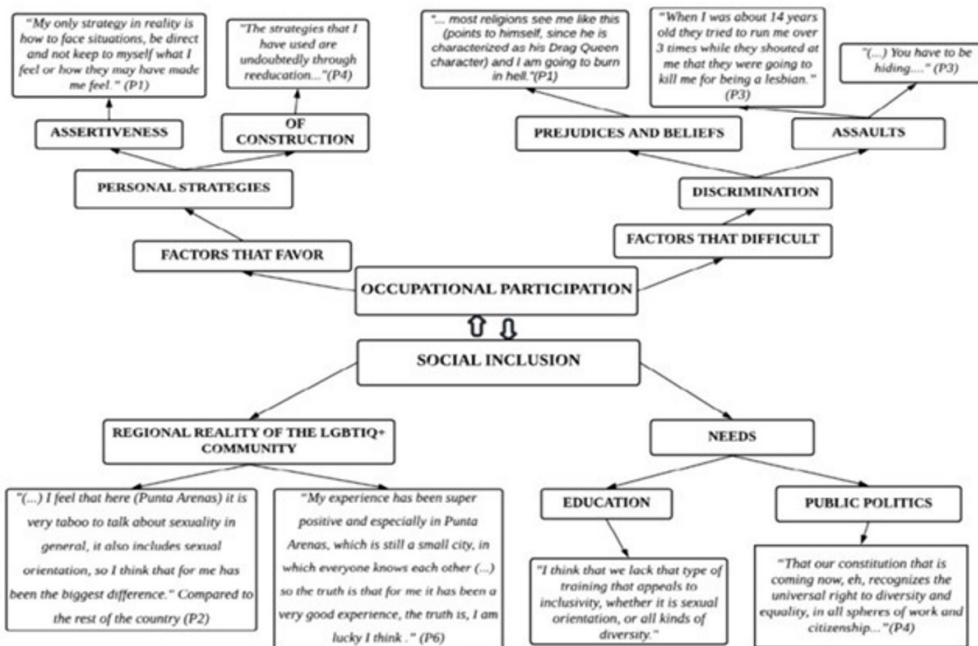 "My only strategy in reality is
how to face situations, be direct
and not keep to myself what I
feel or how they may have made
me feel." (P1)
"The strategies that I
have used are
undoubtedly through
reeducation..."(P4)
"... most religions see me like this
(points to himself, since he is
characterized as his Drag Queen
character) and I am going to burn
in hell."(P1)
"When I was about 14 years
old they tried to run me over
3 times while they shouted at
me that they were going to
kill me for being a lesbian."
(P3)
"(...) You have to be
hiding...." (P3)
ASSERTIVENESS
OF
CONSTRUCTION
PREJUDICES AND BELIEFS
ASSAULTS
PERSONAL STRATEGIES
DISCRIMINATION
FACTORS THAT FAVOR
FACTORS THAT DIFFICULT
OCCUPATIONAL PARTICIPATION
SOCIAL INCLUSION
REGIONAL REALITY OF THE LGBTIQ+
COMMUNITY
NEEDS
"(...) I feel that here (Punta Arenas) it is
very taboo to talk about sexuality in
general, it also includes sexual
orientation, so I think that for me has
been the biggest difference." Compared to
the rest of the country (P2)
"My experience has been super
positive and especially in Punta
Arenas, which is still a small city, in
which everyone knows each other (...)
so the truth is that for me it has been a
very good experience, the truth is, I am
lucky I think ." (P6)
EDUCATION
PUBLIC POLITICS
"I think that we lack that type of
training that appeals to
inclusivity, whether it is sexual
orientation, or all kinds of
diversity."
"That our constitution that is
coming now, eh, recognizes the
universal right to diversity and
equality, in all spheres of work and
citizenship..."(P4)